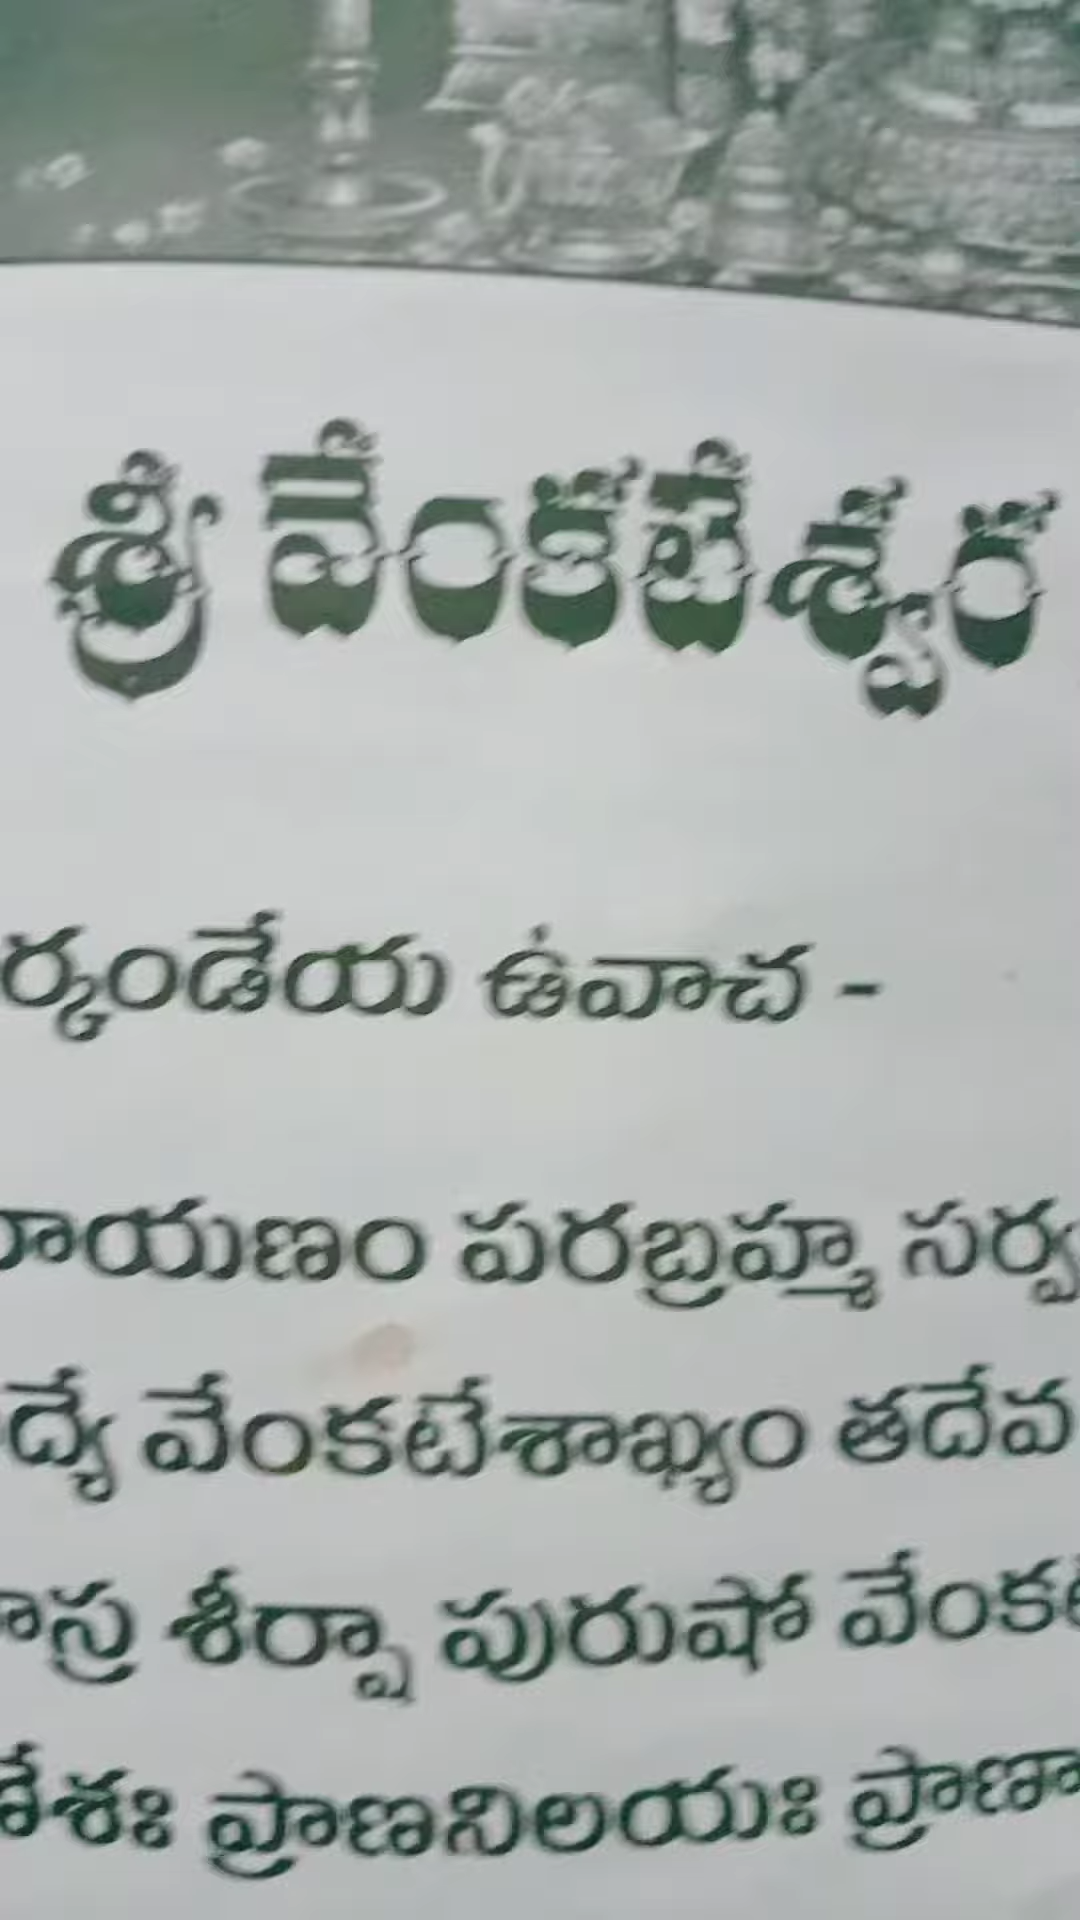 శ్రీ వేంకటేశ్వర
ర్కండేయ ఉవాచ -
రాయణం పరబ్రహ్మ సర్వ
ద్యే వేంకటేశాఖ్యం తదేవ
స్ర శీర్షా పురుషో వేంక
శః ప్రాణనిలయః ప్రాణా